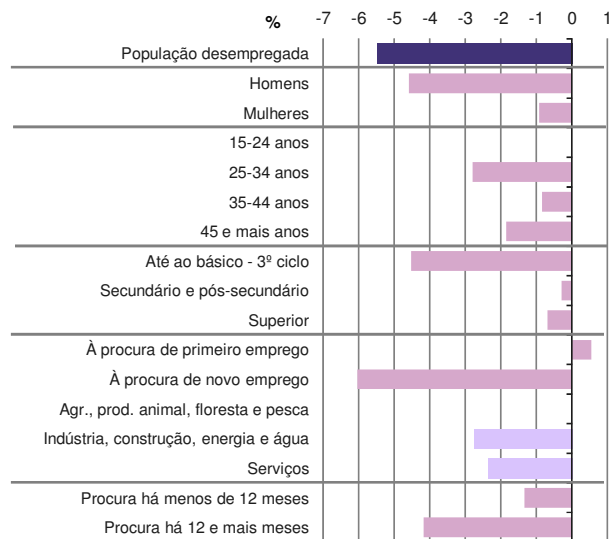 % -7 -6 -5 -4 -3 -2 -1 0 1
População desempregada
Homens
Mulheres
15-24 anos
25-34 anos
35-44 anos
45 e mais anos
Até ao básico - 3º ciclo
Secundário e pós-secundário
Superior
À procura de primeiro emprego
À procura de novo emprego
Agr., prod. animal, floresta e pesca
Indústria, construção, energia e água
Serviços
Procura há menos de 12 meses
Procura há 12 e mais meses